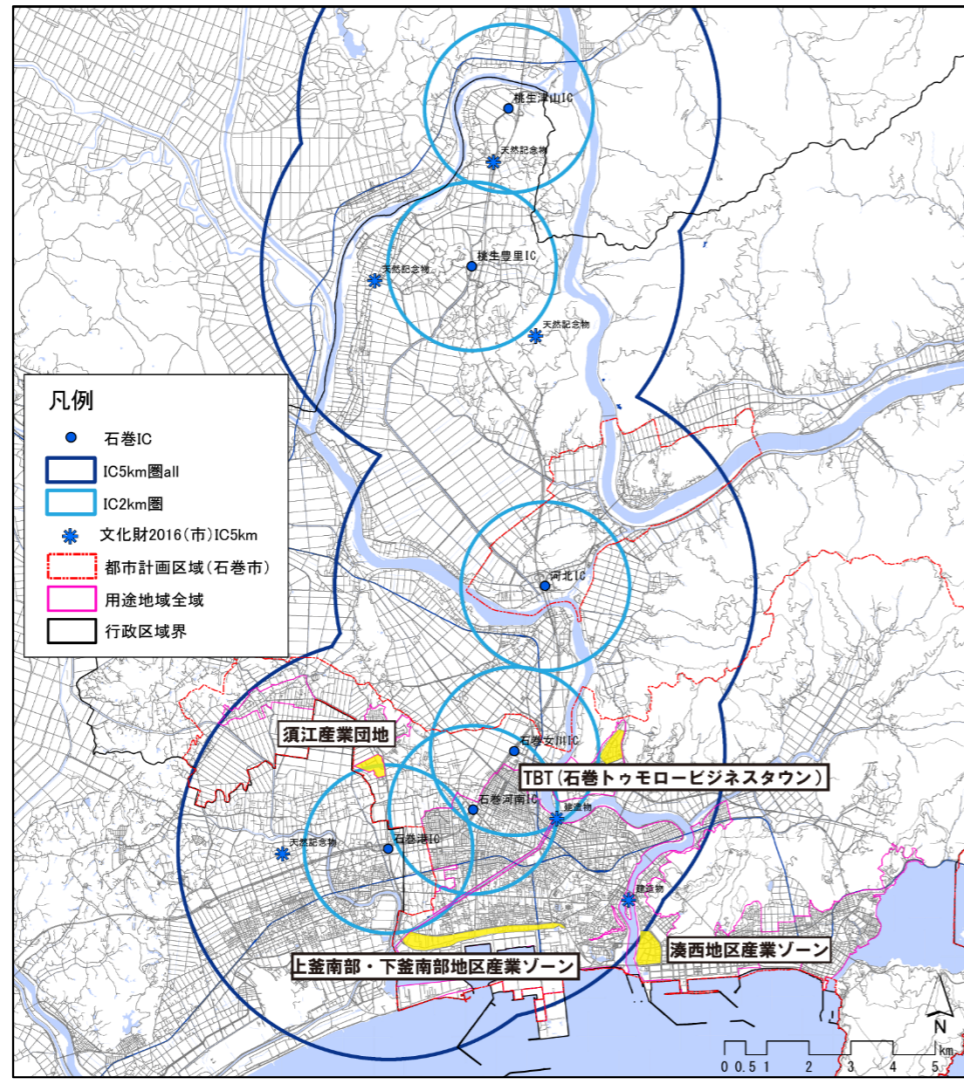 桃生津山IC
天然記念物
桃生豊里IC
天然記念物
天然記念物
凡例
石巻IC
IC5km圏all
IC2km圏
文化財2016(市)IC5km
都市計画区域(石巻市)
用途地域全域
行政区域界
河北IC
須江産業団地
石巻女川IC
TBT(石巻トゥモロービジネスタウン)
石巻河南IC
建造物
石巻港IC
天然記念物
建造物
湊西地区産業ゾーン
上釜南部・下釜南部地区産業ゾーン
N
km
0 0.5 1 2 3 4 5